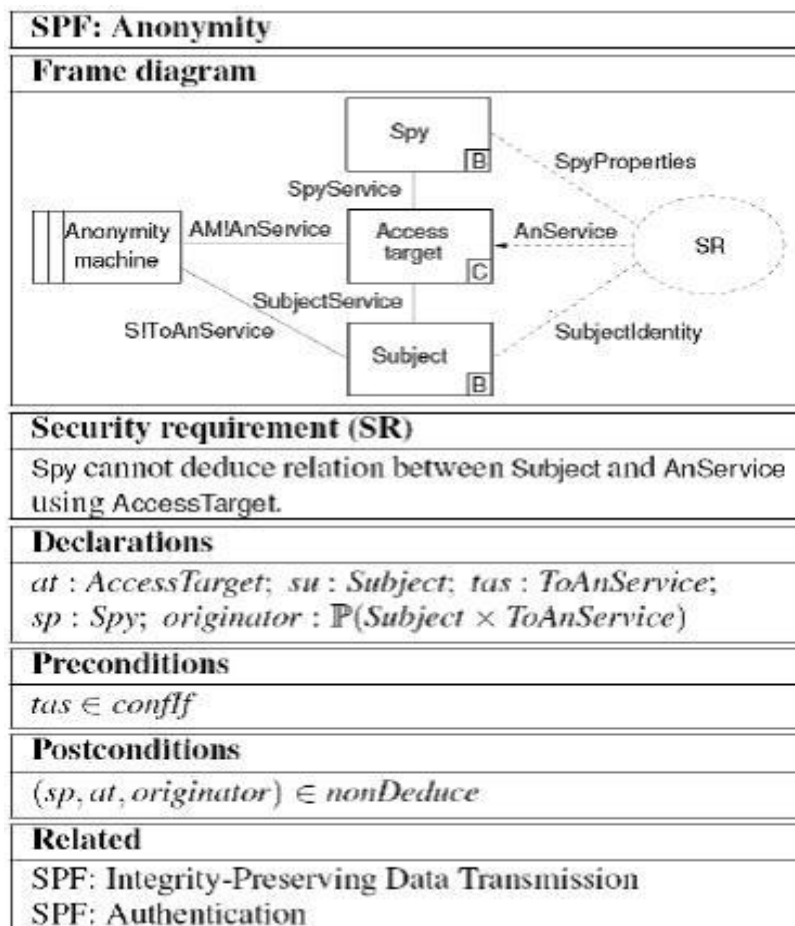 SPF: Anonymity
Frame diagram
Spy
B
SpyProperties
SpyService
Anonymity
machine
AM!AnService
Access
target
C
AnService
SR
SubjectService
S!ToAnService
Subject
B
SubjectIdentity
Security requirement (SR)
Spy cannot deduce relation between Subject and AnService
using AccessTarget.
Declarations
at : AccessTarget; su : Subject; tas : ToAnService;
sp : Spy; originator : ℙ(Subject × ToAnService)
Preconditions
tas ∈ confIf
Postconditions
(sp, at, originator) ∈ nonDeduce
Related
SPF: Integrity-Preserving Data Transmission
SPF: Authentication